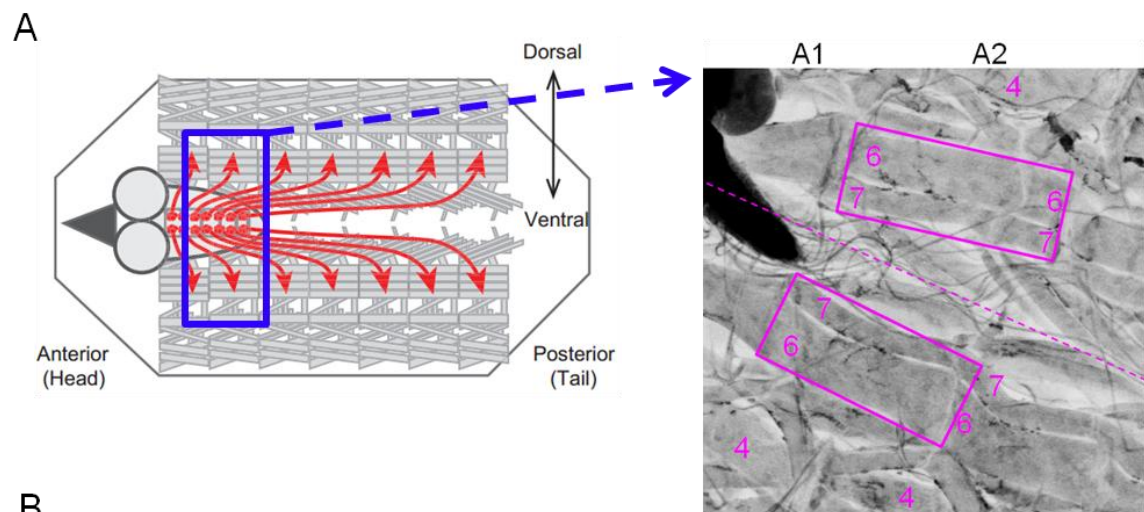 A
Dorsal
Ventral
Anterior
(Head)
Posterior
(Tail)
A1 A2
4
6
6
7
7
7
6
7
6
4
4
B